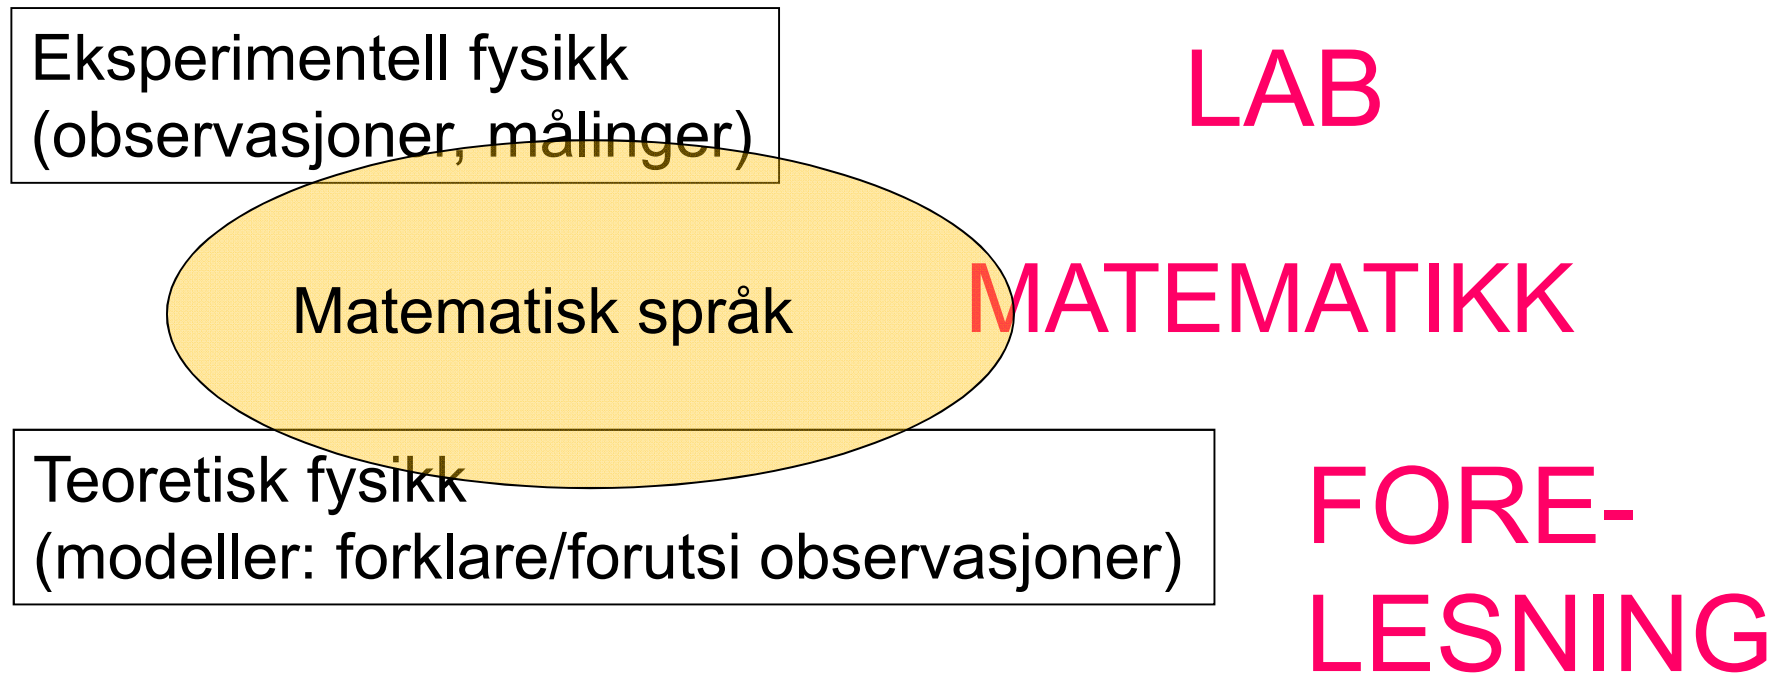 Eksperimentell fysikk
(observasjoner, målinger)
LAB
Matematisk språk
MATEMATIKK
Teoretisk fysikk
(modeller: forklare/forutsi observasjoner)
FORE-
LESNING